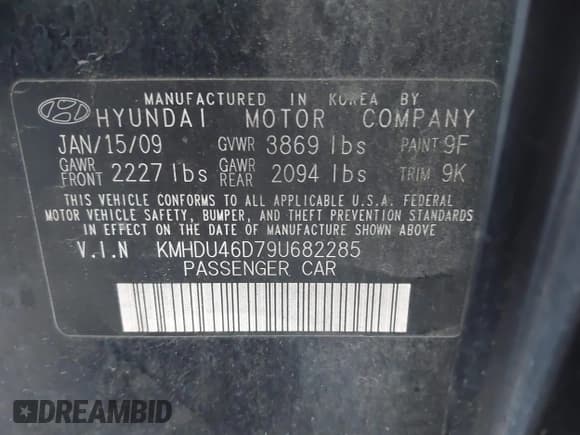 MANUFACTURED IN KOREA BY
HYUNDAI MOTOR COMPANY
JAN/15/09 GVWR 3869 lbs PAINT 9F
GAWR FRONT 2227 lbs GAWR REAR 2094 lbs TRIM 9K
THIS VEHICLE CONFORMS TO ALL APPLICABLE U.S.A. FEDERAL
MOTOR VEHICLE SAFETY, BUMPER, AND THEFT PREVENTION STANDARDS
IN EFFECT ON THE DATE OF MANUFACTURE SHOWN ABOVE
V.I.N KMHDU46D79U682285
PASSENGER CAR
DREAMBID